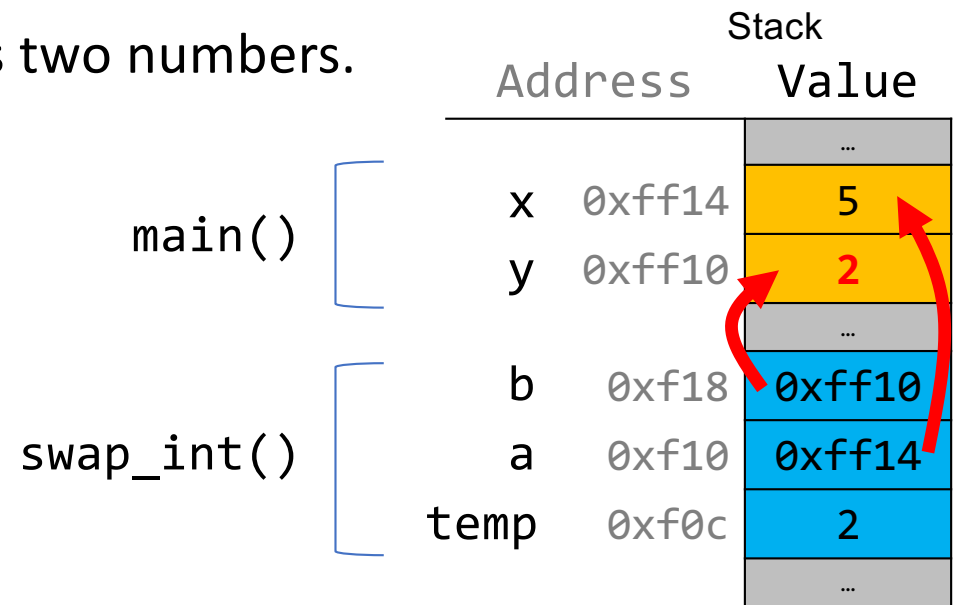 s two numbers.
Stack
Address Value
…
main()
x 0xff14 5
y 0xff10 2
…
swap_int()
b 0xf18 0xff10
a 0xf10 0xff14
temp 0xf0c 2
…